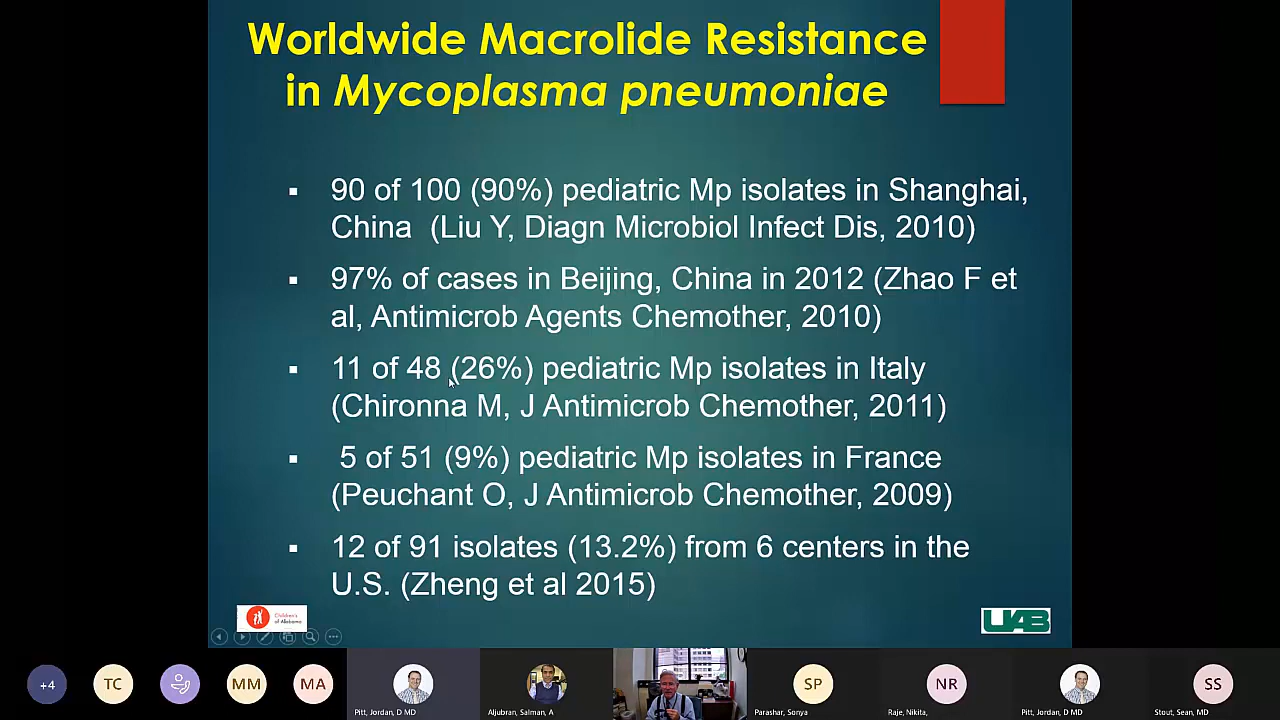 Worldwide Macrolide Resistance
in Mycoplasma pneumoniae
▪ 90 of 100 (90%) pediatric Mp isolates in Shanghai,
China (Liu Y, Diagn Microbiol Infect Dis, 2010)
▪ 97% of cases in Beijing, China in 2012 (Zhao F et
al, Antimicrob Agents Chemother, 2010)
▪ 11 of 48 (26%) pediatric Mp isolates in Italy
(Chironna M, J Antimicrob Chemother, 2011)
▪ 5 of 51 (9%) pediatric Mp isolates in France
(Peuchant O, J Antimicrob Chemother, 2009)
▪ 12 of 91 isolates (13.2%) from 6 centers in the
U.S. (Zheng et al 2015)
Children's
of Alabama
UAB
+4
TC
MM
MA
Pitt, Jordan, D MD
Aljubran, Salman, A
SP
Parashar, Sonya
NR
Raje, Nikita,
Pitt, Jordan, D MD
SS
Stout, Sean, MD